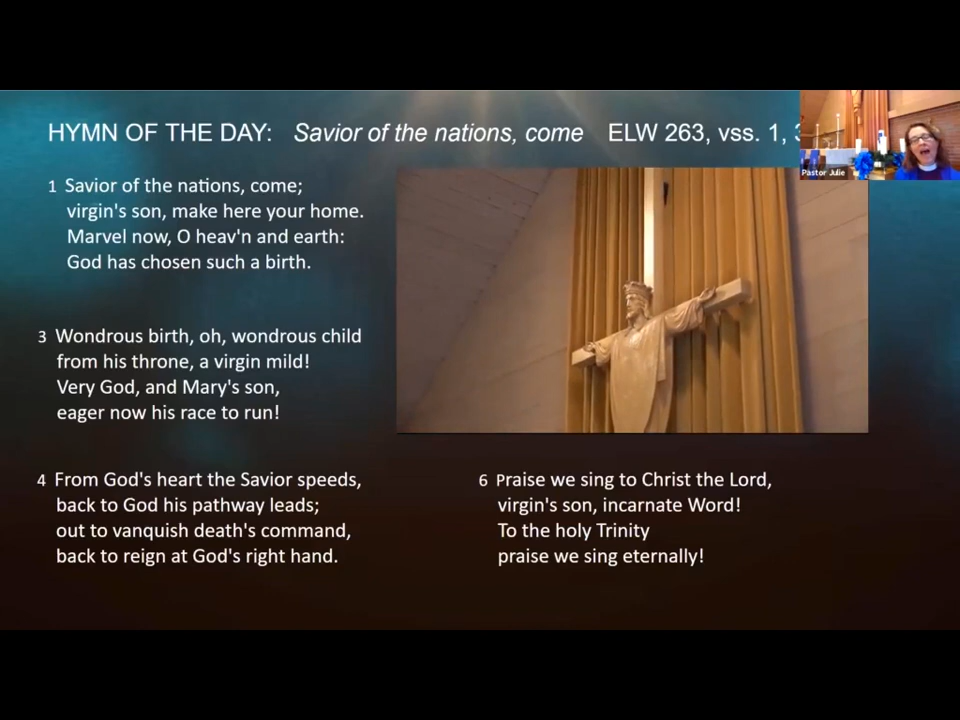 HYMN OF THE DAY: Savior of the nations, come ELW 263, vss. 1, 3
Pastor Julie
1 Savior of the nations, come;
virgin's son, make here your home.
Marvel now, O heav'n and earth:
God has chosen such a birth.
3 Wondrous birth, oh, wondrous child
from his throne, a virgin mild!
Very God, and Mary's son,
eager now his race to run!
4 From God's heart the Savior speeds,
back to God his pathway leads;
out to vanquish death's command,
back to reign at God's right hand.
6 Praise we sing to Christ the Lord,
virgin's son, incarnate Word!
To the holy Trinity
praise we sing eternally!